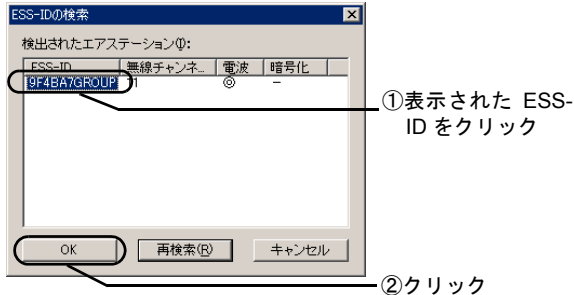 ESS-IDの検索
検出されたエアステーション(D):
ESS-ID 無線チャンネ... 電波 暗号化
9F4BA7GROUP 11 ◎ －
①表示された ESS-
IDをクリック
OK 再検索(R) キャンセル
②クリック